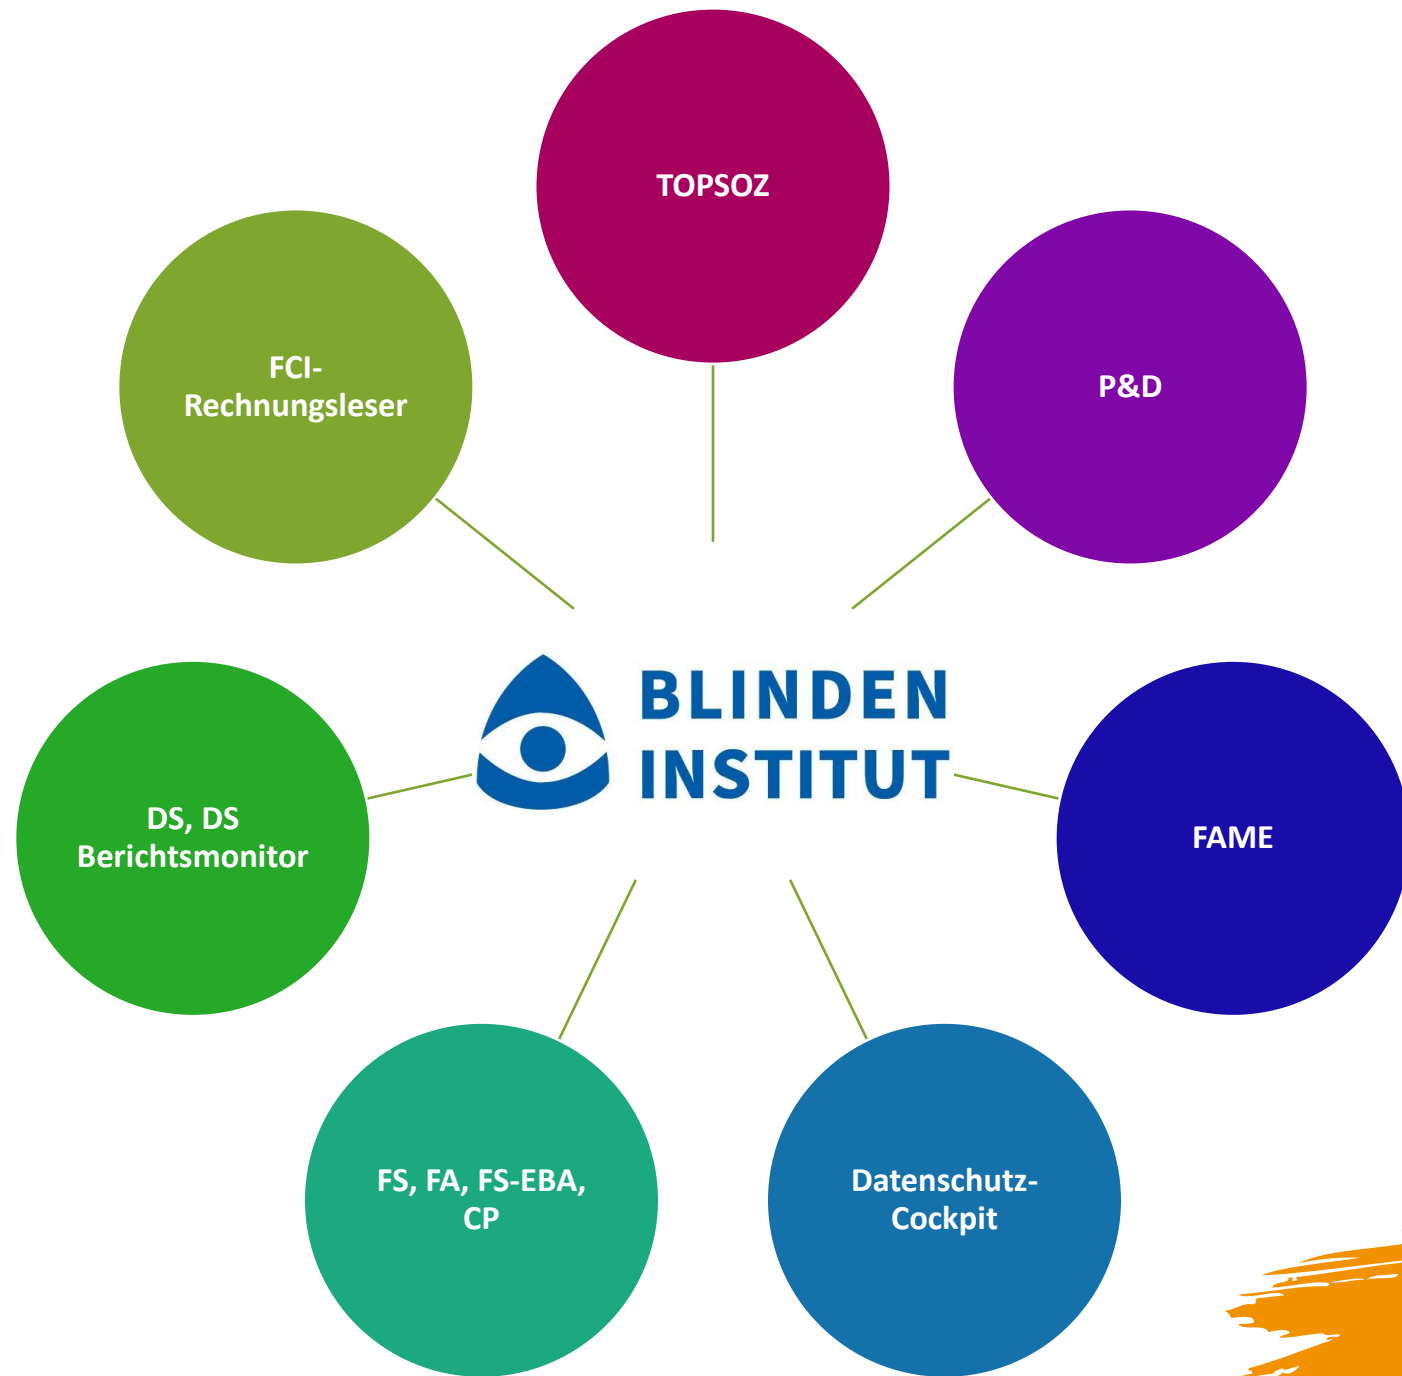 TOPSOZ
FCI-
Rechnungsleser
P&D
BLINDEN
INSTITUT
DS, DS
Berichtsmonitor
FAME
FS, FA, FS-EBA,
CP
Datenschutz-
Cockpit